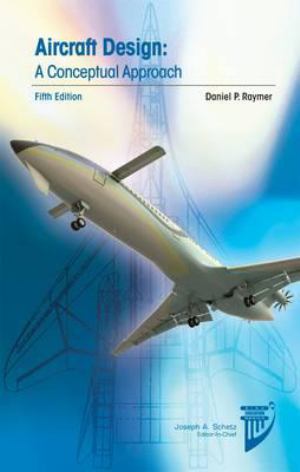 Aircraft Design:
A Conceptual Approach
Fifth Edition
Daniel P. Raymer
Joseph A. Schetz
Editor-in-Chief